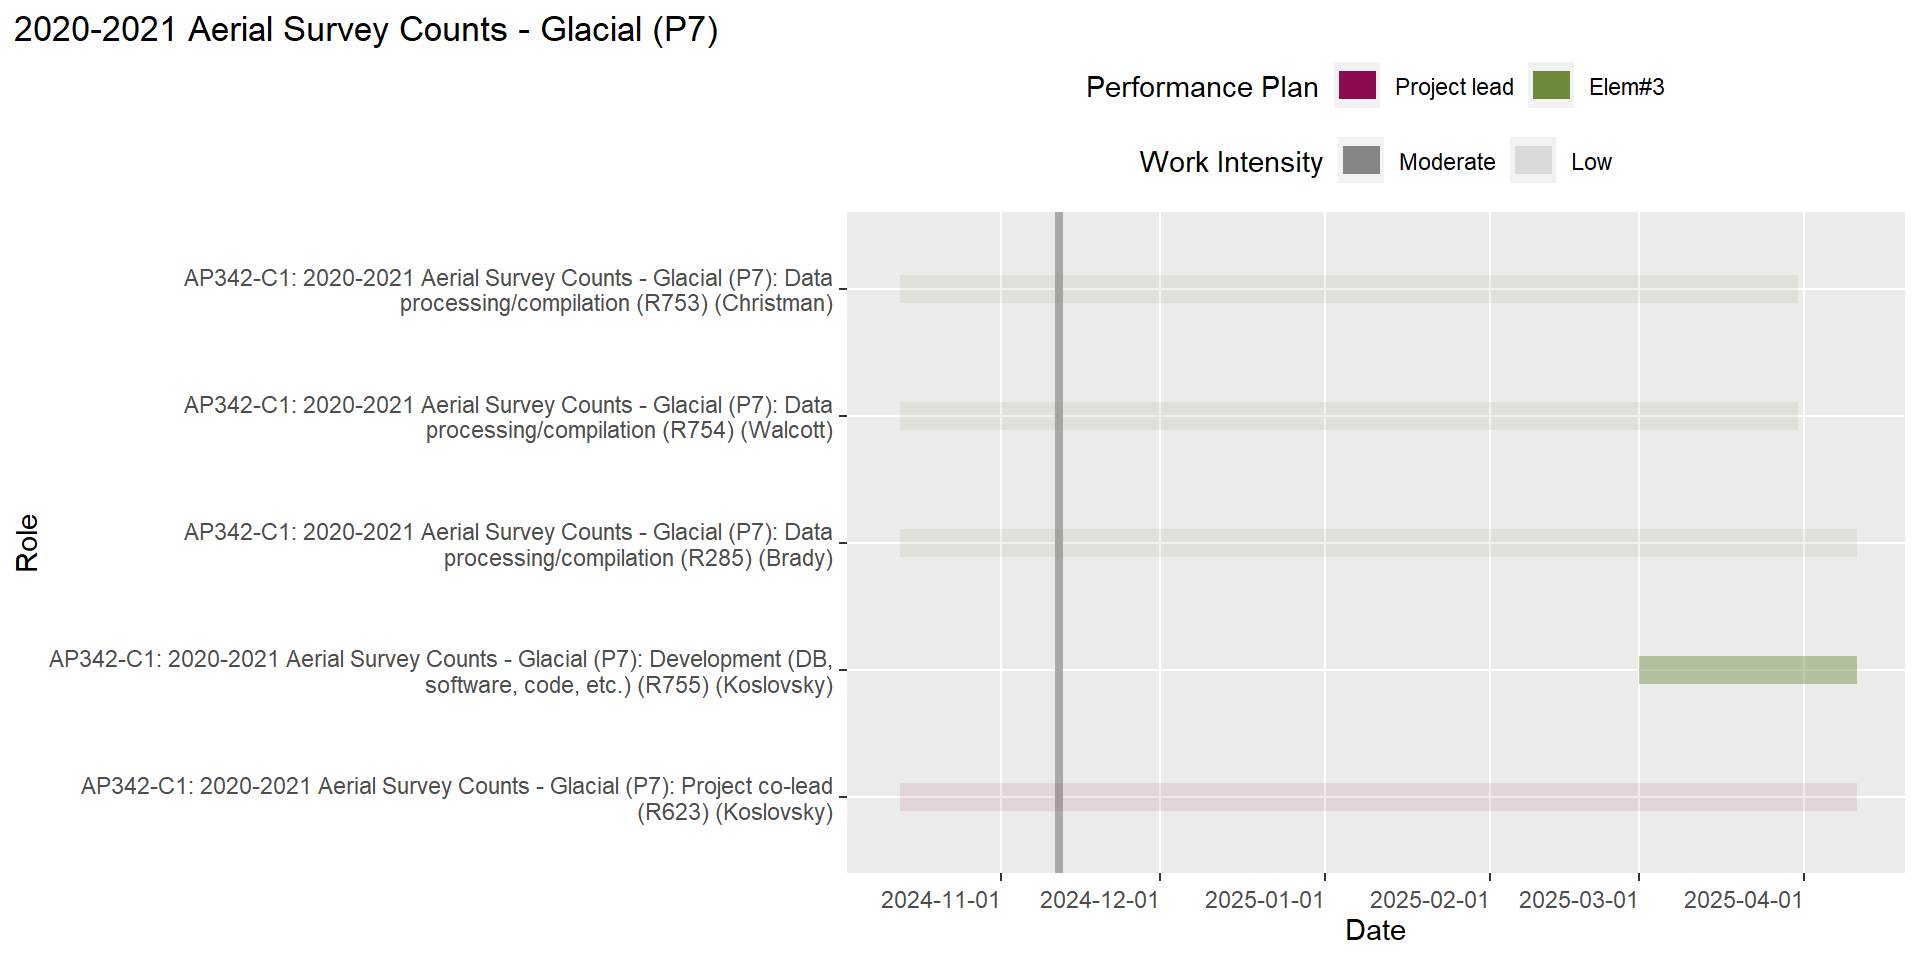 2020-2021 Aerial Survey Counts - Glacial (P7)
Performance Plan Project lead Elem#3
Work Intensity Moderate Low
AP342-C1: 2020-2021 Aerial Survey Counts - Glacial (P7): Data
processing/compilation (R753) (Christman)
AP342-C1: 2020-2021 Aerial Survey Counts - Glacial (P7): Data
processing/compilation (R754) (Walcott)
AP342-C1: 2020-2021 Aerial Survey Counts - Glacial (P7): Data
processing/compilation (R285) (Brady)
AP342-C1: 2020-2021 Aerial Survey Counts - Glacial (P7): Development (DB,
software, code, etc.) (R755) (Koslovsky)
AP342-C1: 2020-2021 Aerial Survey Counts - Glacial (P7): Project co-lead
(R623) (Koslovsky)
Role
2024-11-01 2024-12-01 2025-01-01 2025-02-01 2025-03-01 2025-04-01
Date